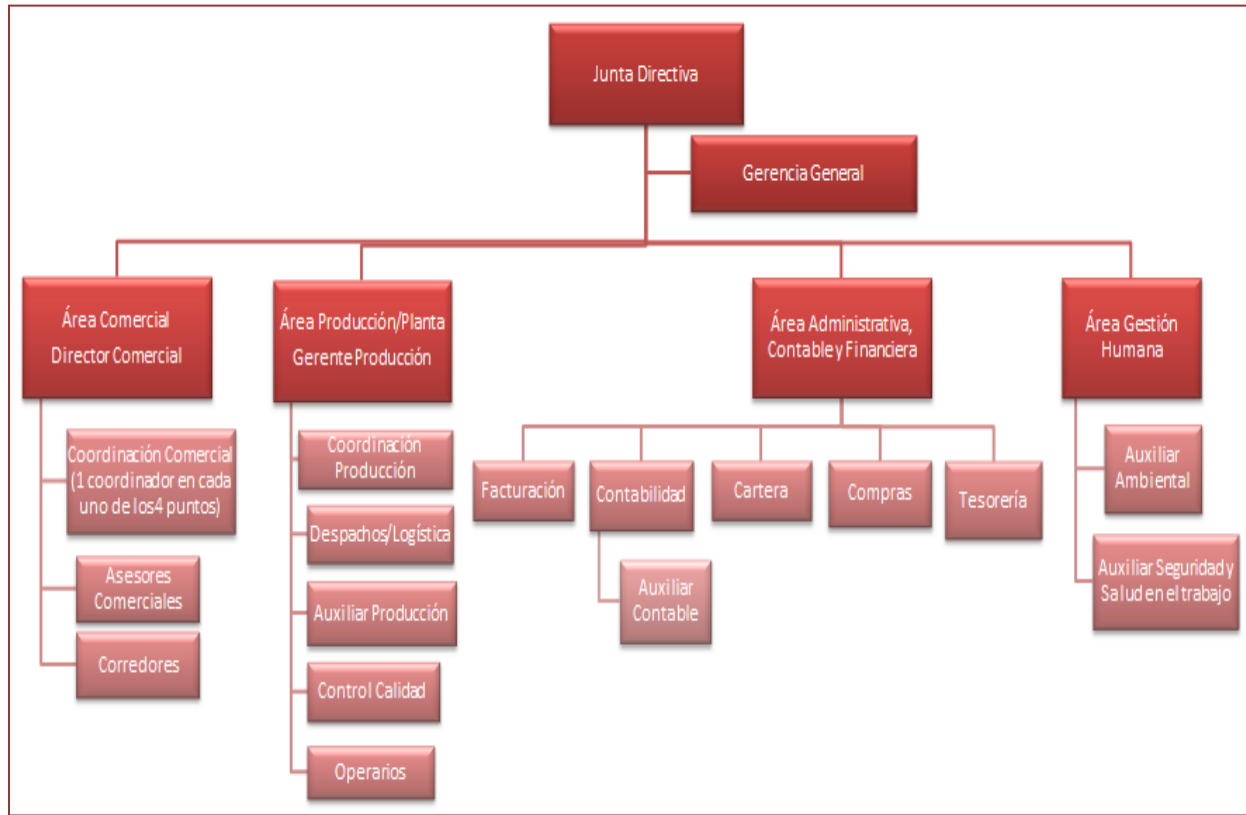 Junta Directiva
Gerencia General
Área Comercial
Director Comercial
Área Producción/Planta
Gerente Producción
Área Administrativa,
Contable y Financiera
Área Gestión
Humana
Coordinación Comercial
(1 coordinador en cada
uno de los 4 puntos)
Asesores
Comerciales
Corredores
Coordinación
Producción
Despachos/Logística
Auxiliar Producción
Control Calidad
Operarios
Facturación
Contabilidad
Cartera
Compras
Tesorería
Auxiliar
Contable
Auxiliar
Ambiental
Auxiliar Seguridad y
Salud en el trabajo